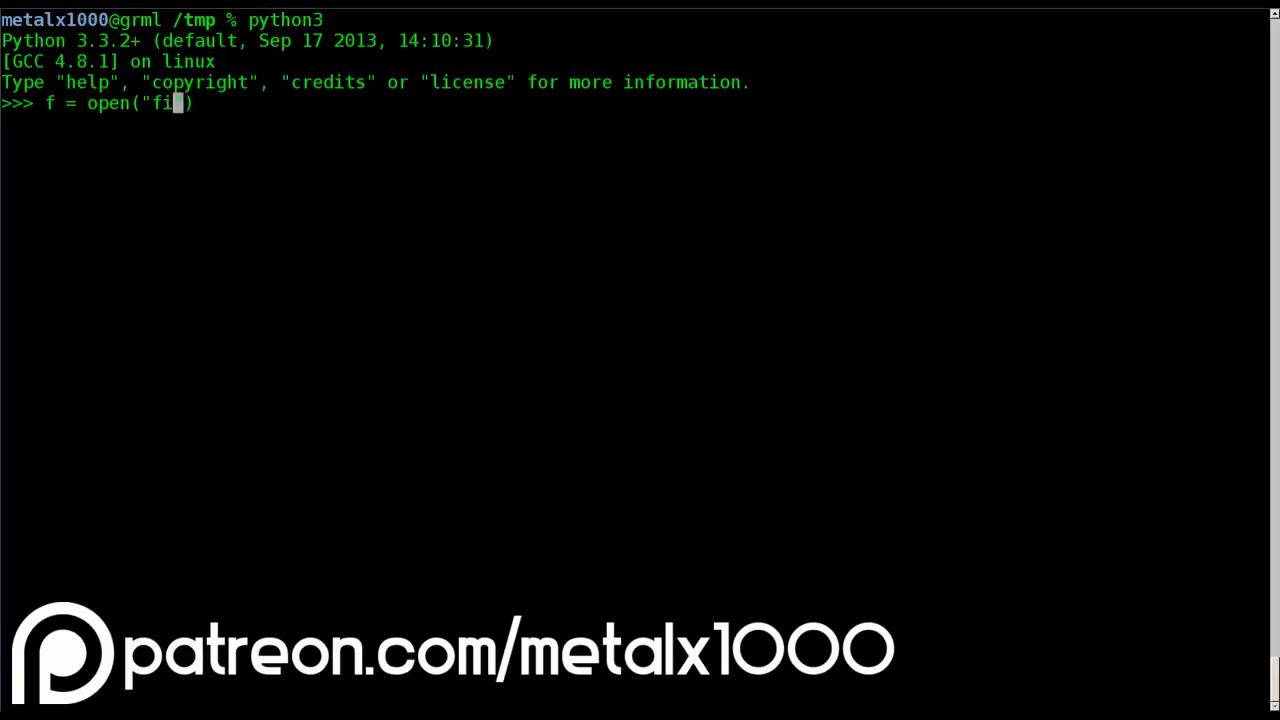 metalx1000@grml /tmp % python3
Python 3.3.2+ (default, Sep 17 2013, 14:10:31)
[GCC 4.8.1] on linux
Type "help", "copyright", "credits" or "license" for more information.
>>> f = open("fi")
patreon.com/metalx1000